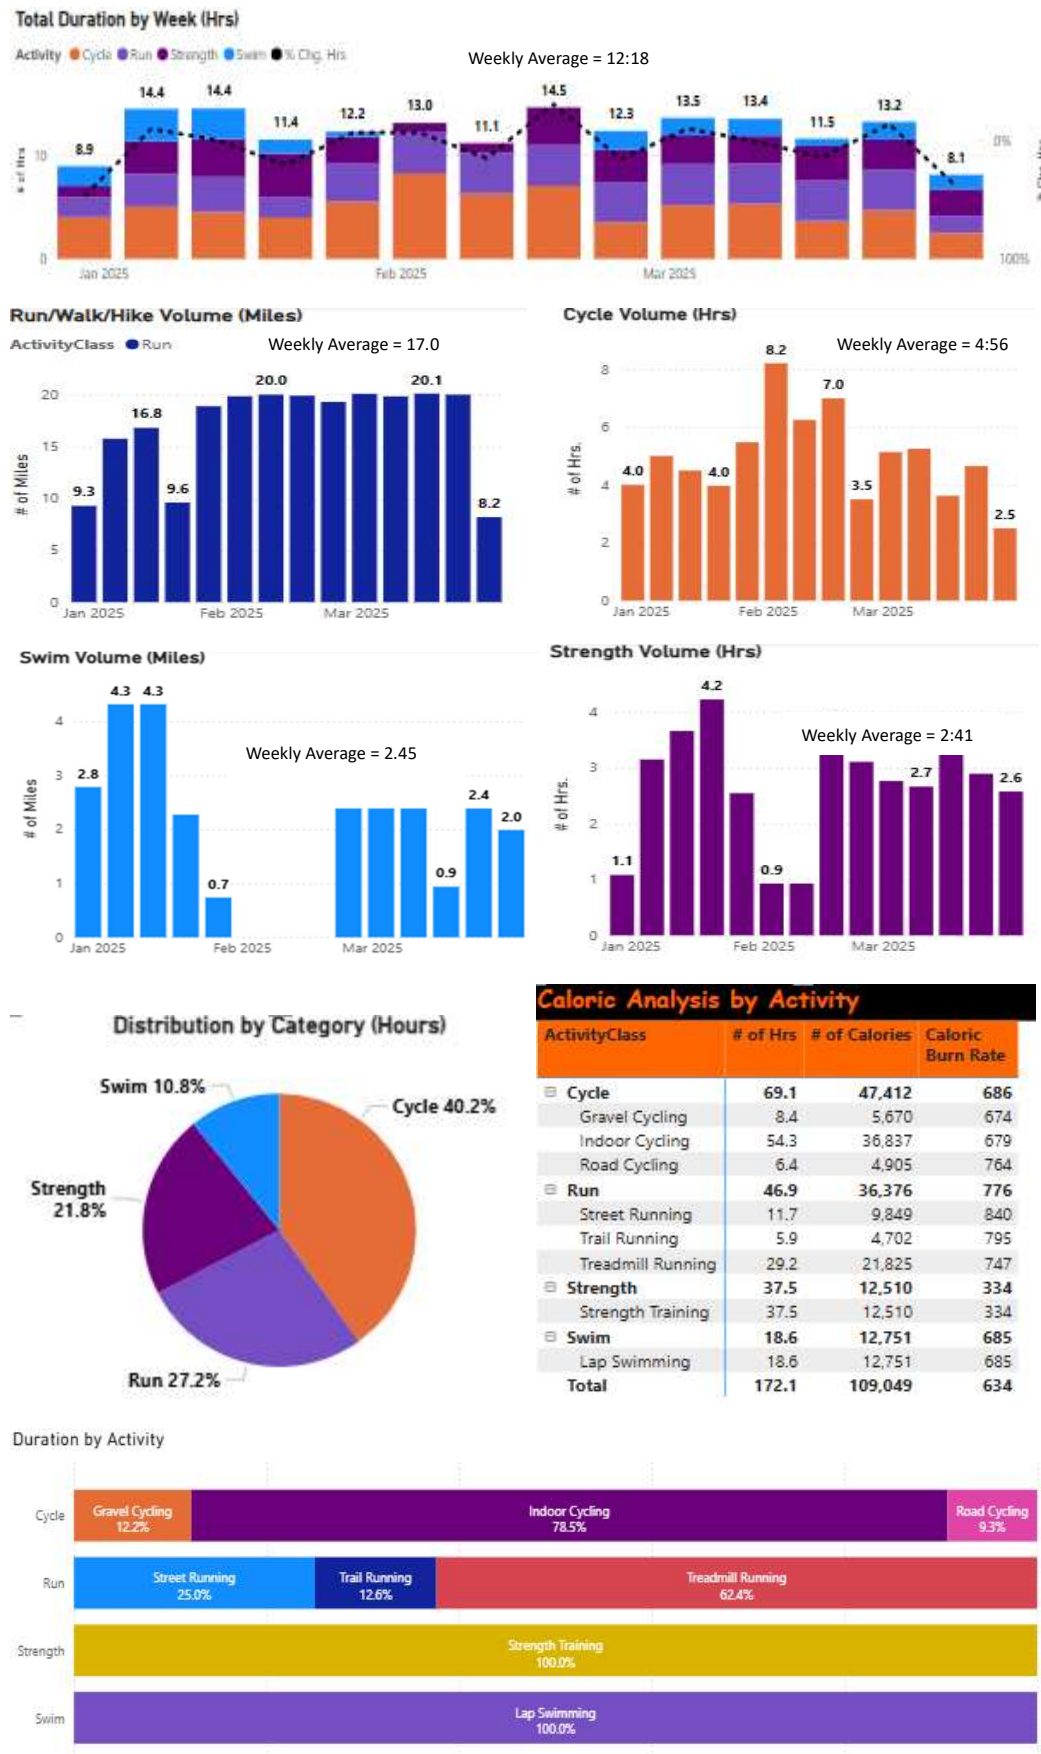 Total Duration by Week (Hrs)
Activity Cycle Run Strength Swim % Chg. Hrs
Weekly Average = 12:18
14.4 14.4 11.4 12.2 13.0 11.1 14.5 12.3 13.5 13.4 11.5 13.2
8.9 8.1
# of Hrs
10
0
0%
100%
Jan 2025 Feb 2025 Mar 2025
Run/Walk/Hike Volume (Miles)
ActivityClass Run
Weekly Average = 17.0
# of Miles
20
15
10
5
0
9.3 16.8 9.6 20.0 20.1 8.2
Jan 2025 Feb 2025 Mar 2025
Cycle Volume (Hrs)
Weekly Average = 4:56
# of Hrs.
8
6
4
2
0
4.0 4.0 8.2 7.0 3.5 2.5
Jan 2025 Feb 2025 Mar 2025
Swim Volume (Miles)
Weekly Average = 2.45
# of Miles
4
3
2
1
0
2.8 4.3 4.3 0.7 0.9 2.4 2.0
Jan 2025 Feb 2025 Mar 2025
Strength Volume (Hrs)
Weekly Average = 2:41
# of Hrs.
4
3
2
1
0
1.1 4.2 0.9 2.7 2.6
Jan 2025 Feb 2025 Mar 2025
Distribution by Category (Hours)
Swim 10.8%
Cycle 40.2%
Strength
21.8%
Run 27.2%
Caloric Analysis by Activity
ActivityClass # of Hrs # of Calories Caloric
Burn Rate
Cycle 69.1 47,412 686
Gravel Cycling 8.4 5,670 674
Indoor Cycling 54.3 36,837 679
Road Cycling 6.4 4,905 764
Run 46.9 36,376 776
Street Running 11.7 9,849 840
Trail Running 5.9 4,702 795
Treadmill Running 29.2 21,825 747
Strength 37.5 12,510 334
Strength Training 37.5 12,510 334
Swim 18.6 12,751 685
Lap Swimming 18.6 12,751 685
Total 172.1 109,049 634
Duration by Activity
Cycle
Gravel Cycling
12.2%
Indoor Cycling
78.5%
Road Cycling
9.3%
Run
Street Running
25.0%
Trail Running
12.6%
Treadmill Running
62.4%
Strength
Strength Training
100.0%
Swim
Lap Swimming
100.0%